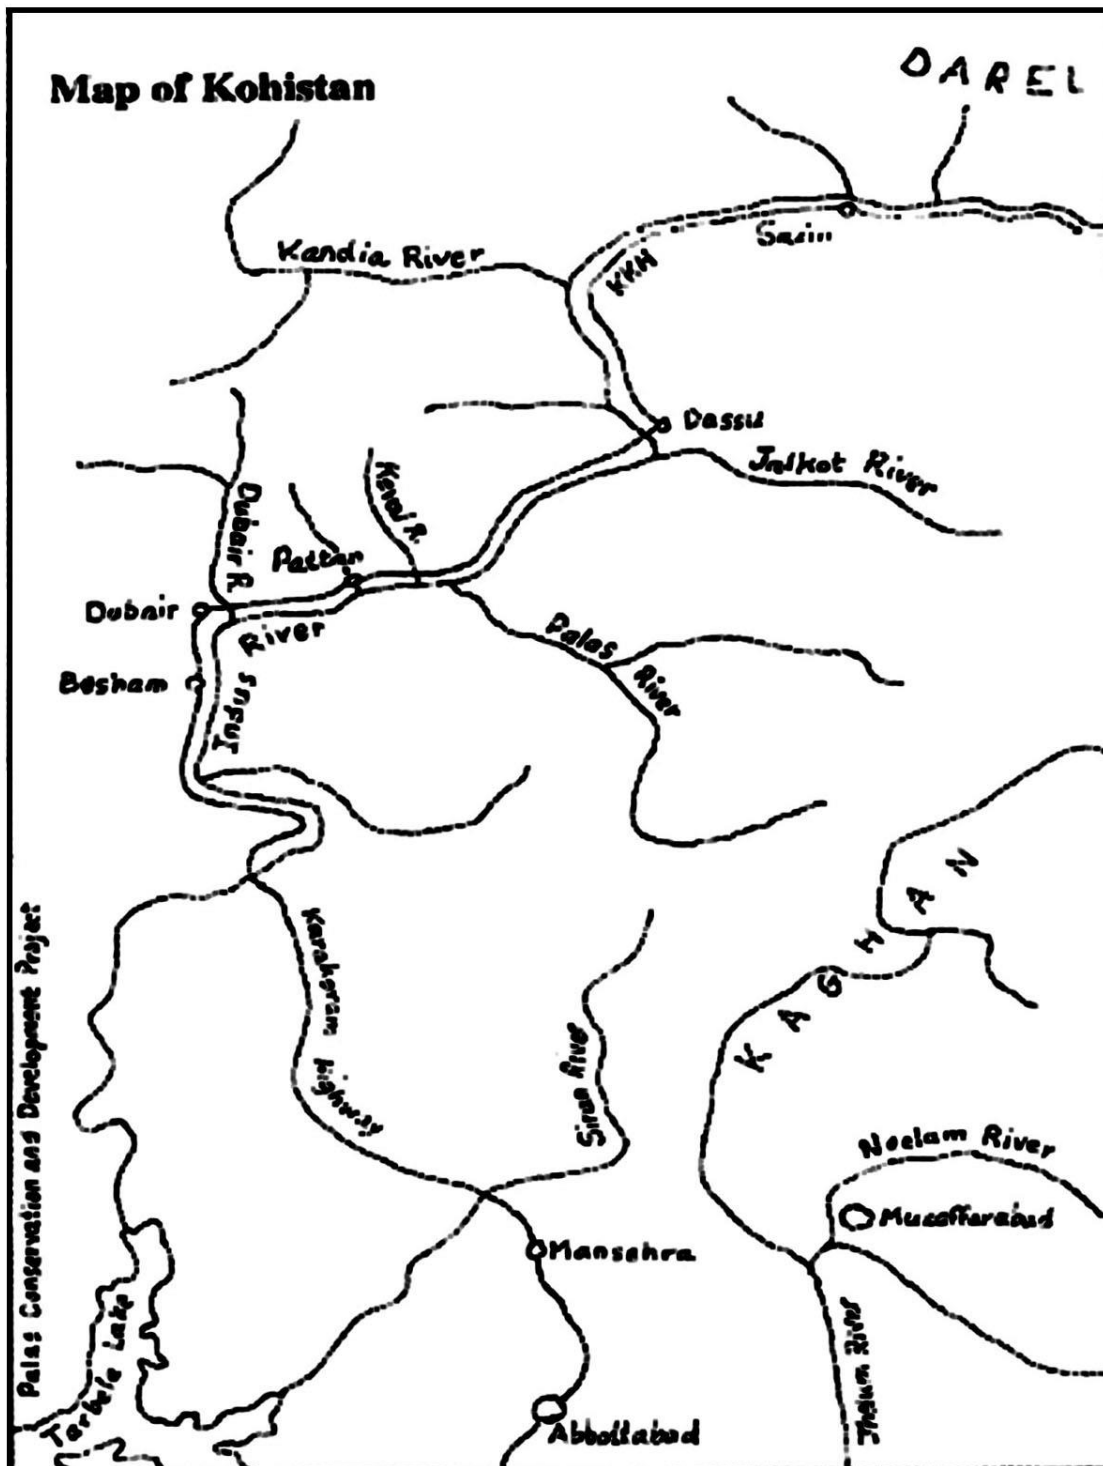 Map of Kohistan
DAREL
Kandia River
KKH
Sazin
Dassu
Jalkot River
Keyal R.
Dubair R.
Pattan
Dubair
River
Indus
Besham
Palas
River
KAGHAN
Karakoram Highway
Siran River
Neelam River
Muzaffarabad
Mansehra
Jhelum River
Abbottabad
Tarbela Lake
Palas Conservation and Development Project